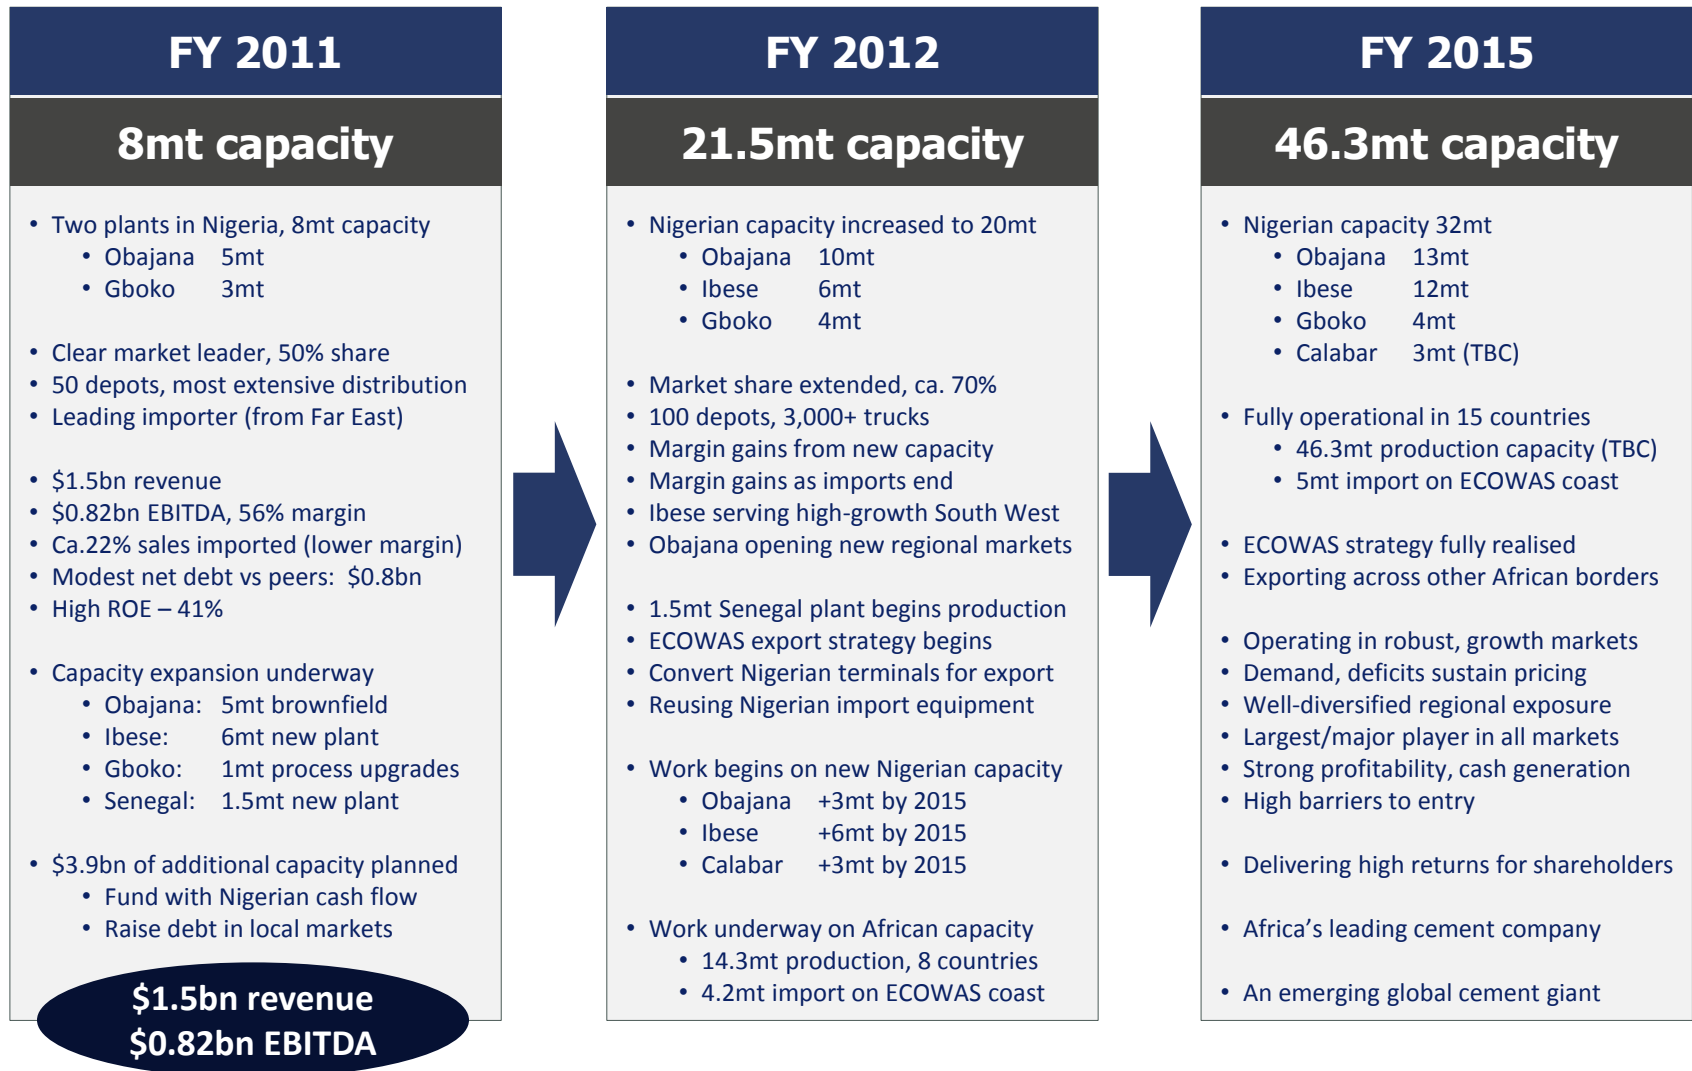 FY 2011
8mt capacity
• Two plants in Nigeria, 8mt capacity
• Obajana 5mt
• Gboko 3mt
• Clear market leader, 50% share
• 50 depots, most extensive distribution
• Leading importer (from Far East)
• $1.5bn revenue
• $0.82bn EBITDA, 56% margin
• Ca.22% sales imported (lower margin)
• Modest net debt vs peers: $0.8bn
• High ROE – 41%
• Capacity expansion underway
• Obajana: 5mt brownfield
• Ibese: 6mt new plant
• Gboko: 1mt process upgrades
• Senegal: 1.5mt new plant
• $3.9bn of additional capacity planned
• Fund with Nigerian cash flow
• Raise debt in local markets
$1.5bn revenue
$0.82bn EBITDA
FY 2012
21.5mt capacity
• Nigerian capacity increased to 20mt
• Obajana 10mt
• Ibese 6mt
• Gboko 4mt
• Market share extended, ca. 70%
• 100 depots, 3,000+ trucks
• Margin gains from new capacity
• Margin gains as imports end
• Ibese serving high-growth South West
• Obajana opening new regional markets
• 1.5mt Senegal plant begins production
• ECOWAS export strategy begins
• Convert Nigerian terminals for export
• Reusing Nigerian import equipment
• Work begins on new Nigerian capacity
• Obajana +3mt by 2015
• Ibese +6mt by 2015
• Calabar +3mt by 2015
• Work underway on African capacity
• 14.3mt production, 8 countries
• 4.2mt import on ECOWAS coast
FY 2015
46.3mt capacity
• Nigerian capacity 32mt
• Obajana 13mt
• Ibese 12mt
• Gboko 4mt
• Calabar 3mt (TBC)
• Fully operational in 15 countries
• 46.3mt production capacity (TBC)
• 5mt import on ECOWAS coast
• ECOWAS strategy fully realised
• Exporting across other African borders
• Operating in robust, growth markets
• Demand, deficits sustain pricing
• Well-diversified regional exposure
• Largest/major player in all markets
• Strong profitability, cash generation
• High barriers to entry
• Delivering high returns for shareholders
• Africa's leading cement company
• An emerging global cement giant